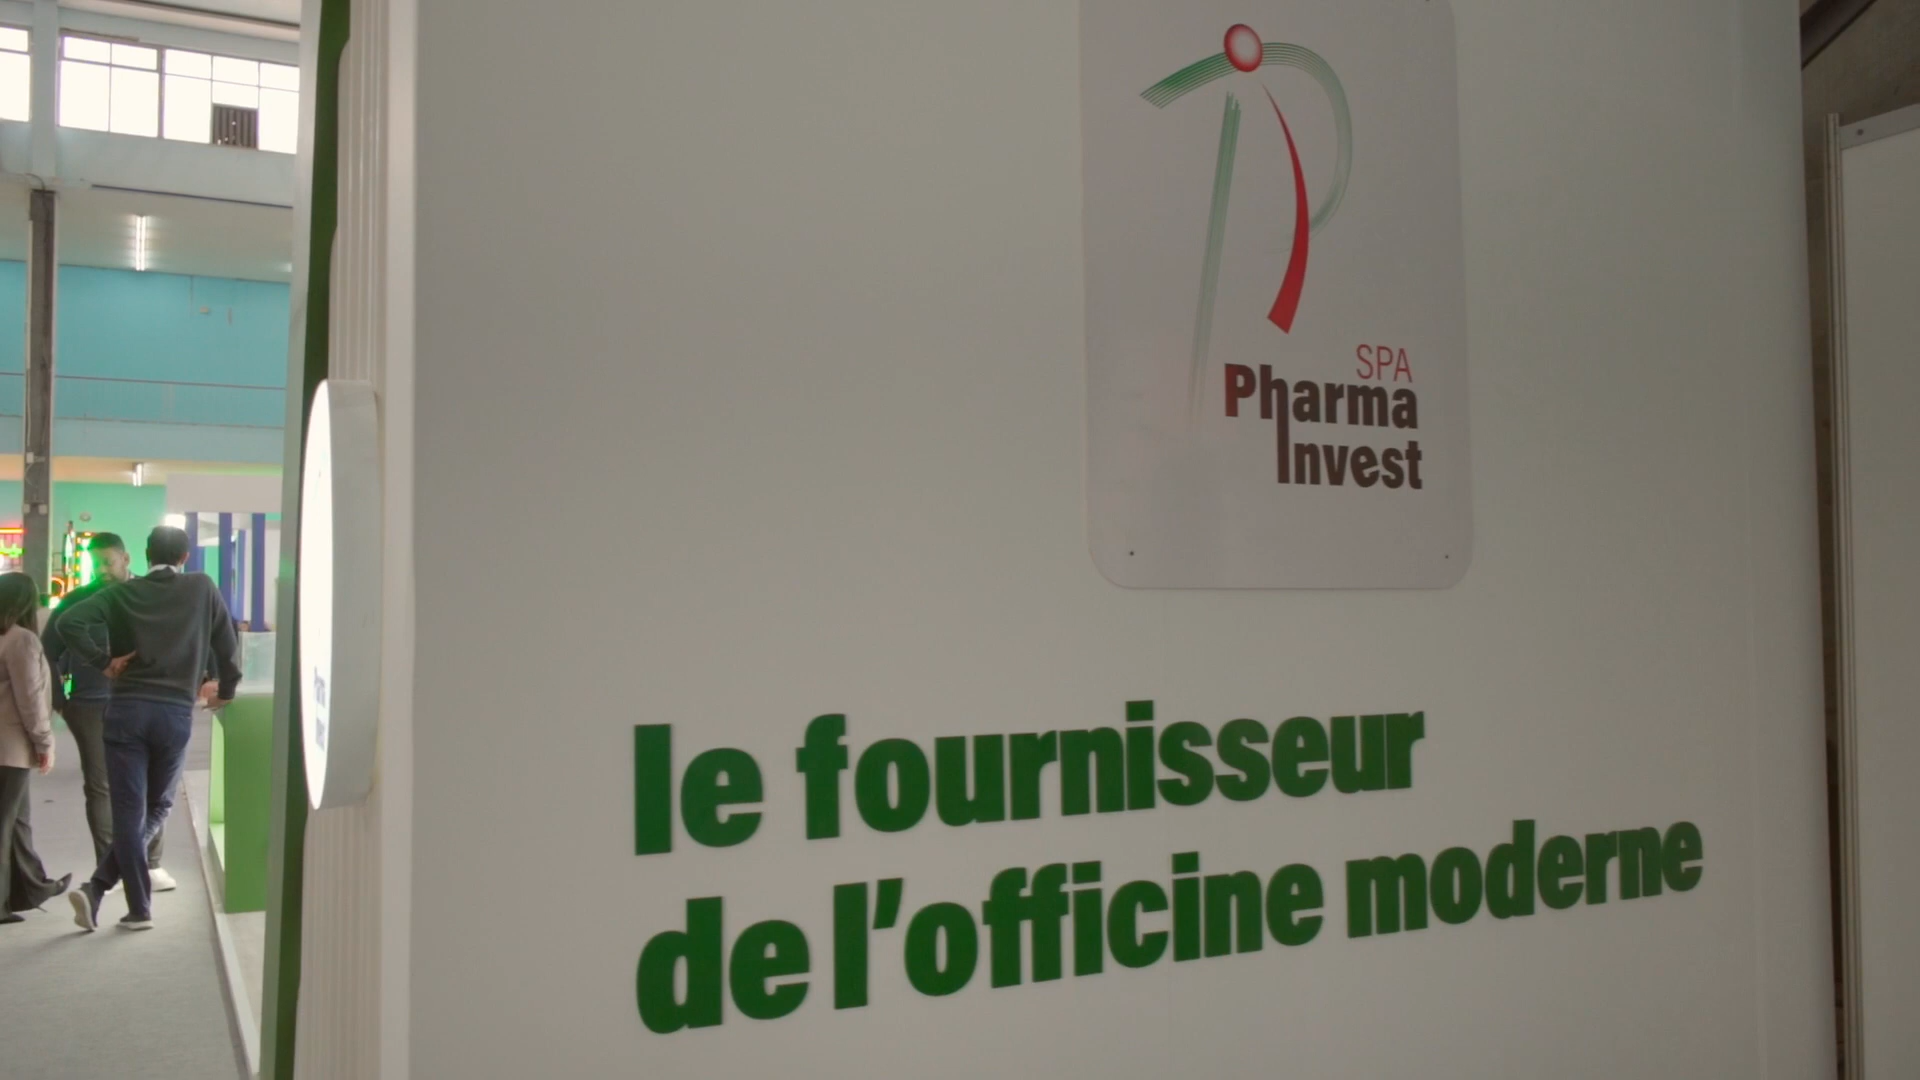 SPA
Pharma
Invest
le fournisseur
de l'officine moderne